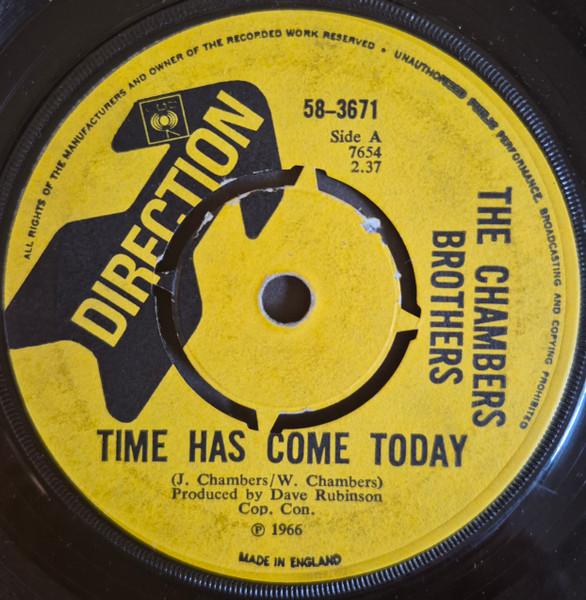 ALL RIGHTS OF THE MANUFACTURERS AND OWNER OF THE RECORDED WORK RESERVED • UNAUTHORISED PUBLIC PERFORMANCE, BROADCASTING AND COPYING PROHIBITED
DIRECTION
58-3671
Side A
7654
2.37
THE CHAMBERS
BROTHERS
TIME HAS COME TODAY
(J. Chambers/W. Chambers)
Produced by Dave Rubinson
Cop. Con.
℗ 1966
MADE IN ENGLAND